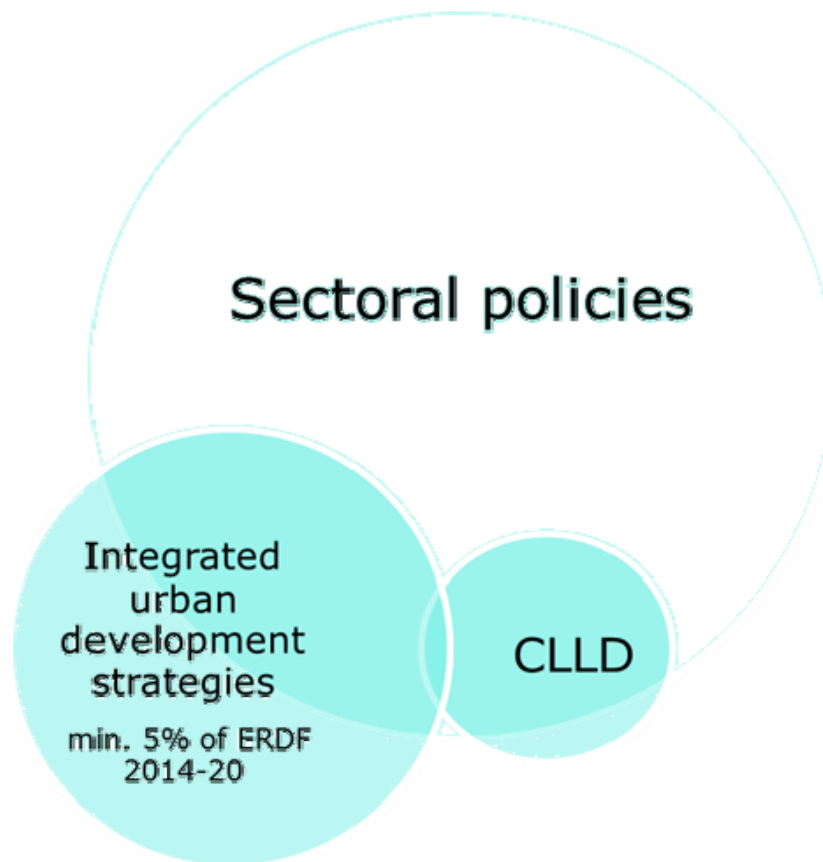 Sectoral policies
Integrated
urban
development
strategies
min. 5% of ERDF
2014-20
CLLD